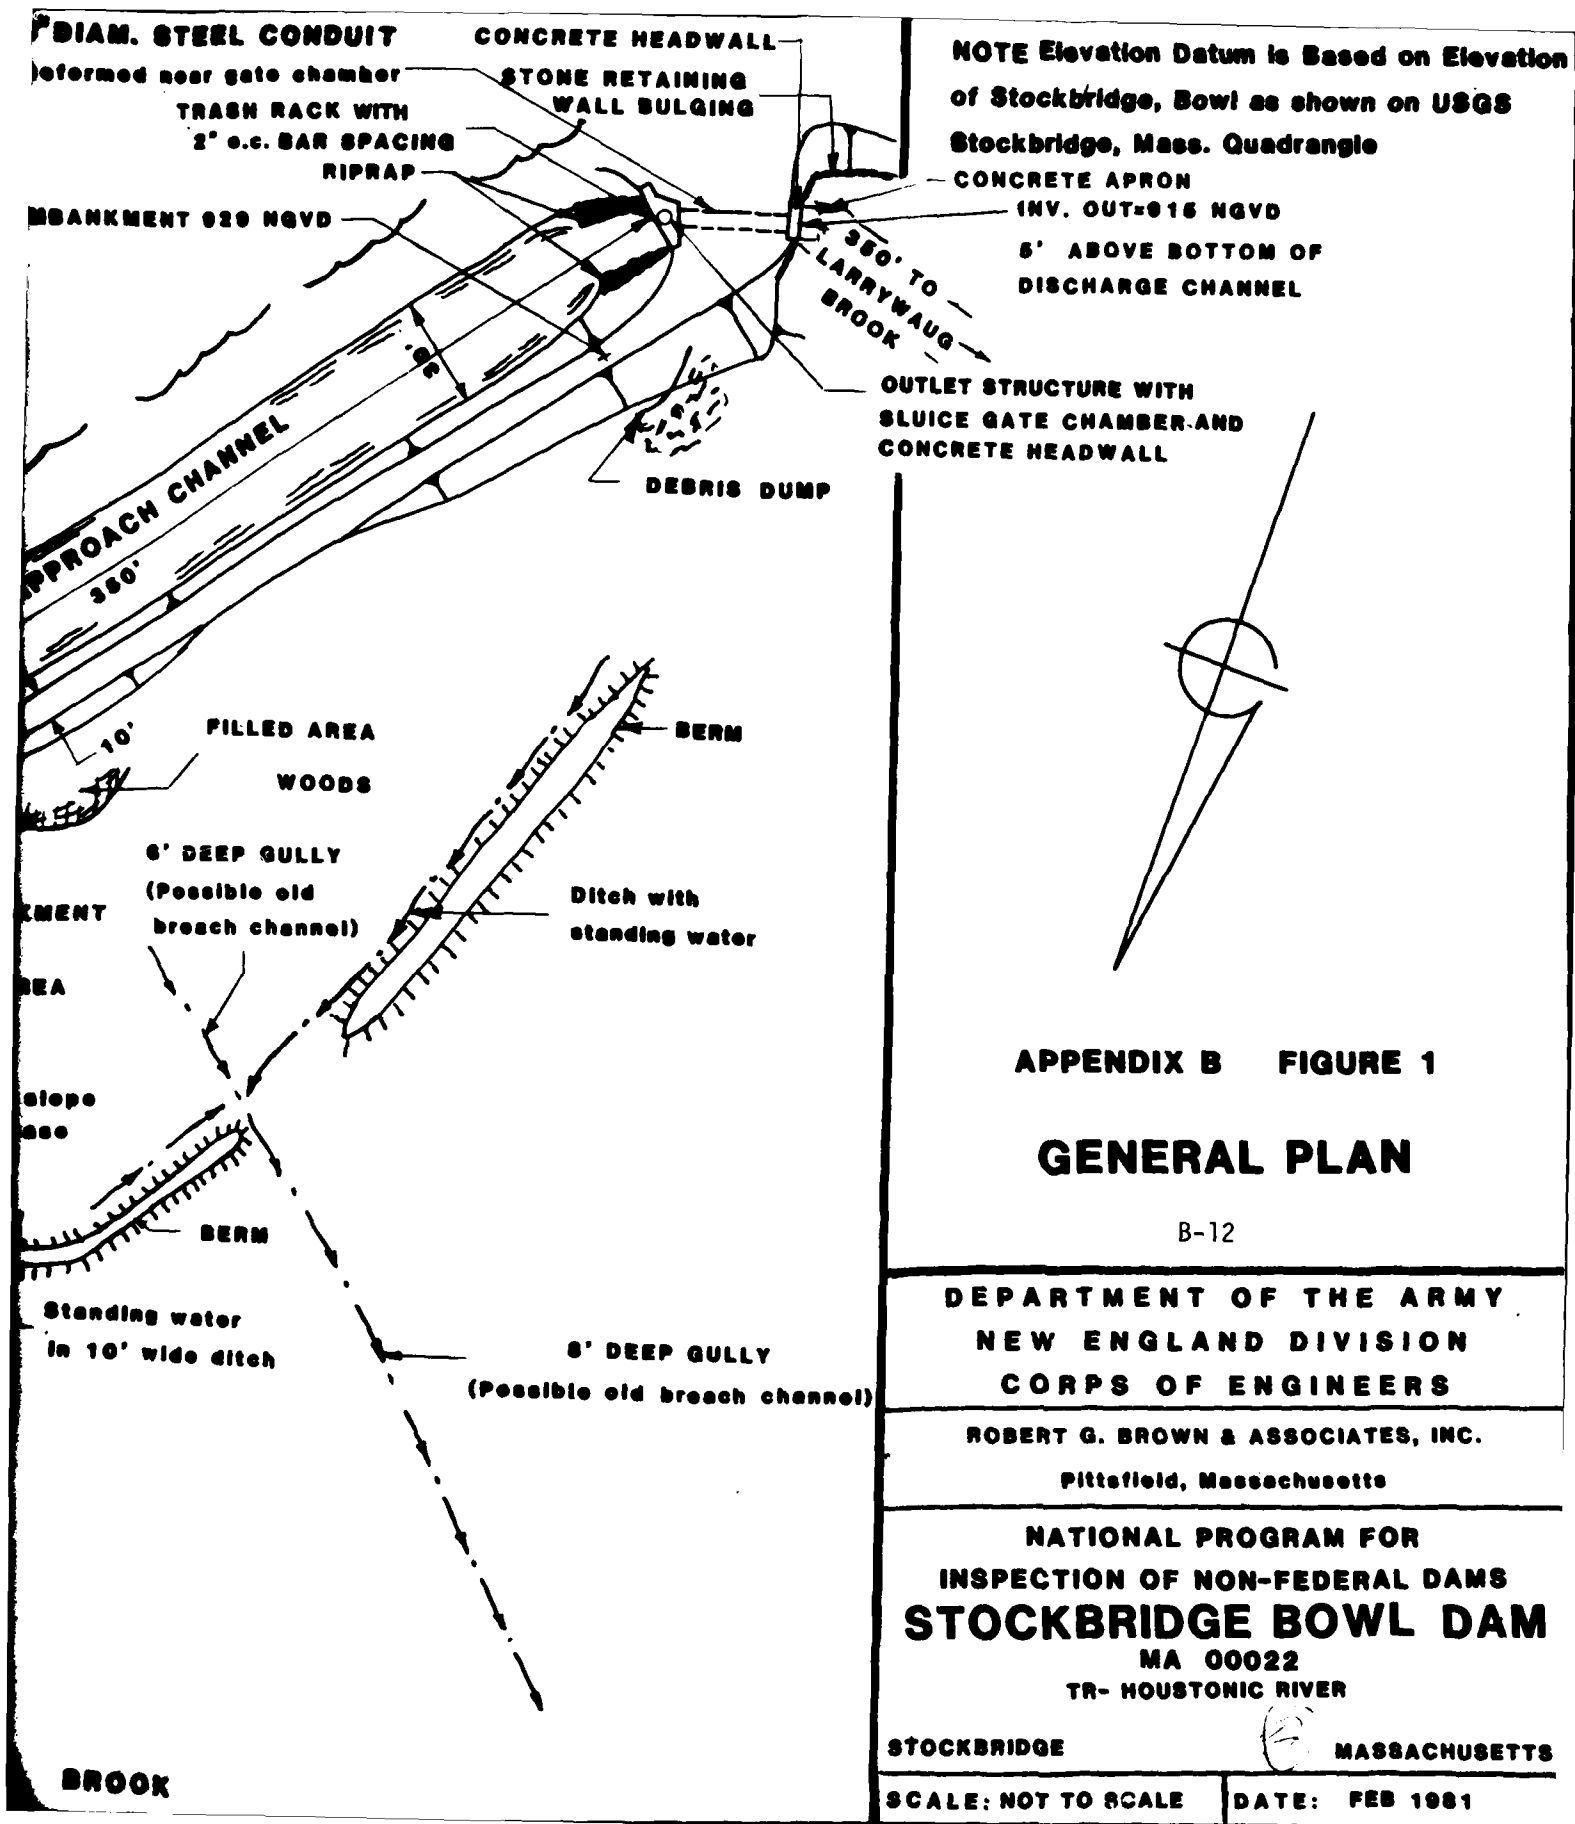 DIAM. STEEL CONDUIT
eformed near gate chamber
TRASH RACK WITH
2" o.c. BAR SPACING
RIPRAP
MBANKMENT 929 NGVD
CONCRETE HEADWALL
STONE RETAINING
WALL BULGING
NOTE Elevation Datum is Based on Elevation
of Stockbridge, Bowl as shown on USGS
Stockbridge, Mass. Quadrangle
CONCRETE APRON
INV. OUT=915 NGVD
5' ABOVE BOTTOM OF
DISCHARGE CHANNEL
350' TO
LARRYWAUG
BROOK
OUTLET STRUCTURE WITH
SLUICE GATE CHAMBER AND
CONCRETE HEADWALL
DEBRIS DUMP
PPROACH CHANNEL
350'
10'
FILLED AREA
WOODS
BERM
6' DEEP GULLY
(Possible old
breach channel)
Ditch with
standing water
KMENT
REA
slope
ase
BERM
Standing water
in 10' wide ditch
8' DEEP GULLY
(Possible old breach channel)
BROOK
APPENDIX B FIGURE 1
GENERAL PLAN
B-12
DEPARTMENT OF THE ARMY
NEW ENGLAND DIVISION
CORPS OF ENGINEERS
ROBERT G. BROWN & ASSOCIATES, INC.
Pittsfield, Massachusetts
NATIONAL PROGRAM FOR
INSPECTION OF NON-FEDERAL DAMS
STOCKBRIDGE BOWL DAM
MA 00022
TR- HOUSTONIC RIVER
STOCKBRIDGE MASSACHUSETTS
SCALE: NOT TO SCALE DATE: FEB 1981